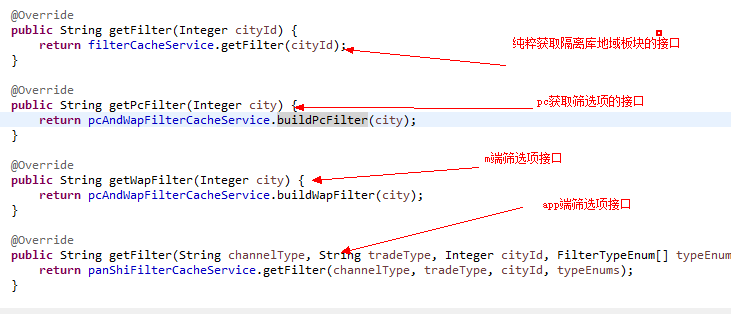 @Override
public String getFilter(Integer cityId) {
return filterCacheService.getFilter(cityId);
}
纯粹获取隔离库地域板块的接口
@Override
public String getPcFilter(Integer city) {
return pcAndWapFilterCacheService.buildPcFilter(city);
}
pc获取筛选项的接口
@Override
public String getWapFilter(Integer city) {
return pcAndWapFilterCacheService.buildWapFilter(city);
}
m端筛选项接口
app端筛选项接口
@Override
public String getFilter(String channelType, String tradeType, Integer cityId, FilterTypeEnum[] typeEnum
return panShiFilterCacheService.getFilter(channelType, tradeType, cityId, typeEnums);
}